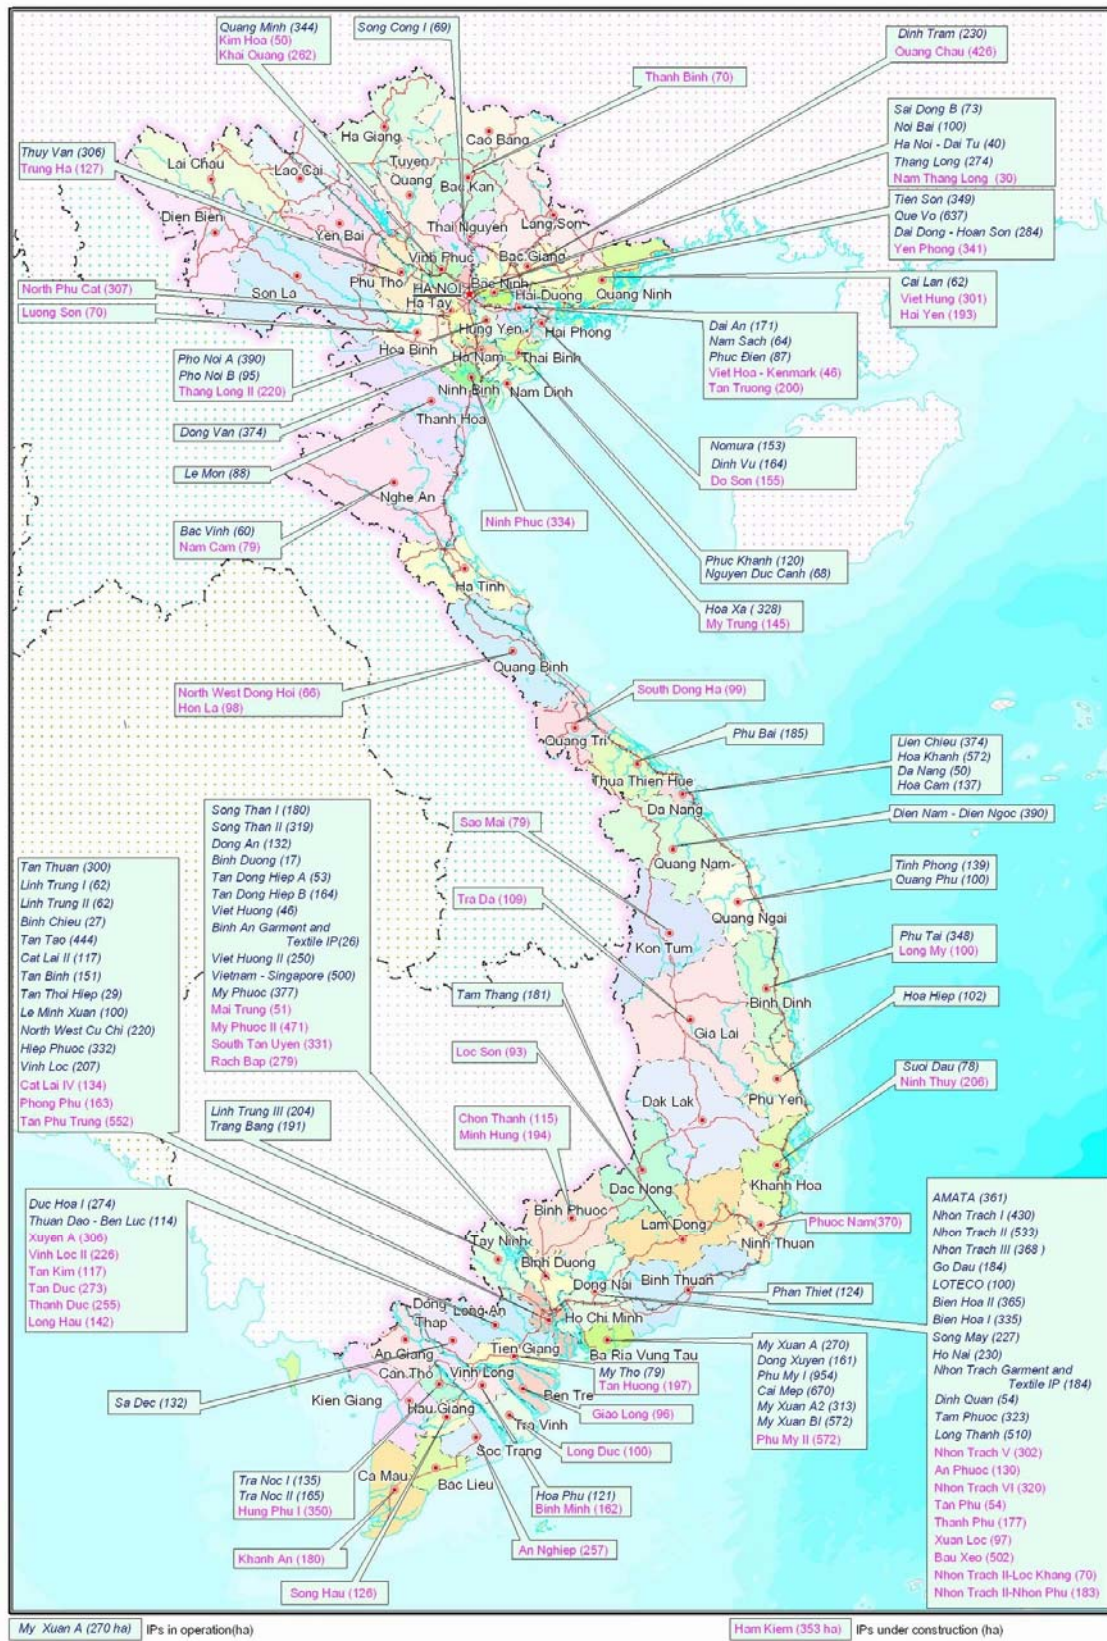 Quang Minh (344)
Kim Hoa (50)
Khai Quang (262)
Song Cong I (69)
Dinh Tram (230)
Quang Chau (426)
Thanh Binh (70)
Sai Dong B (73)
Noi Bai (100)
Ha Noi - Dai Tu (40)
Thang Long (274)
Nam Thang Long (30)
Thuy Van (306)
Trung Ha (127)
Tien Son (349)
Que Vo (637)
Dai Dong - Hoan Son (284)
Yen Phong (341)
North Phu Cat (307)
Luong Son (70)
Cai Lan (62)
Viet Hung (301)
Hai Yen (193)
Pho Noi A (390)
Pho Noi B (95)
Thang Long II (220)
Dai An (171)
Nam Sach (64)
Phuc Đien (87)
Viet Hoa - Kenmark (46)
Tan Truong (200)
Dong Van (374)
Le Mon (88)
Nomura (153)
Dinh Vu (164)
Do Son (155)
Bac Vinh (60)
Nam Cam (79)
Ninh Phuc (334)
Phuc Khanh (120)
Nguyen Duc Canh (68)
Hoa Xa ( 328)
My Trung (145)
Ha Giang
Cao Bang
Lai Chau
Lao Cai
Tuyen
Quang
Bac Kan
Dien Bien
Yen Bai
Thai Nguyen
Lang Son
Vinh Phuc
Bac Giang
Phu Tho
HA NOI
Bac Ninh
Son La
Ha Tay
Hai Duong
Quang Ninh
Hung Yen
Hai Phong
Hoa Binh
Ha Nam
Thai Binh
Ninh Binh
Nam Dinh
Thanh Hoa
Nghe An
Ha Tinh
Quang Binh
North West Dong Hoi (66)
Hon La (98)
South Dong Ha (99)
Quang Tri
Phu Bai (185)
Thua Thien Hue
Lien Chieu (374)
Hoa Khanh (572)
Da Nang (50)
Hoa Cam (137)
Da Nang
Dien Nam - Dien Ngoc (390)
Quang Nam
Sao Mai (79)
Tinh Phong (139)
Quang Phu (100)
Quang Ngai
Tra Da (109)
Kon Tum
Phu Tai (348)
Long My (100)
Binh Dinh
Tam Thang (181)
Hoa Hiep (102)
Gia Lai
Loc Son (93)
Suoi Dau (78)
Ninh Thuy (206)
Phu Yen
Dak Lak
Song Than I (180)
Song Than II (319)
Dong An (132)
Binh Duong (17)
Tan Dong Hiep A (53)
Tan Dong Hiep B (164)
Viet Huong (46)
Binh An Garment and
Textile IP(26)
Viet Huong II (250)
Vietnam - Singapore (500)
My Phuoc (377)
Mai Trung (51)
My Phuoc II (471)
South Tan Uyen (331)
Rach Bap (279)
Tan Thuan (300)
Linh Trung I (62)
Linh Trung II (62)
Binh Chieu (27)
Tan Tao (444)
Cat Lai II (117)
Tan Binh (151)
Tan Thoi Hiep (29)
Le Minh Xuan (100)
North West Cu Chi (220)
Hiep Phuoc (332)
Vinh Loc (207)
Cat Lai IV (134)
Phong Phu (163)
Tan Phu Trung (552)
Linh Trung III (204)
Trang Bang (191)
Chon Thanh (115)
Minh Hung (194)
Khanh Hoa
Dac Nong
Binh Phuoc
Lam Dong
Phuoc Nam(370)
Ninh Thuan
Duc Hoa I (274)
Thuan Dao - Ben Luc (114)
Xuyen A (306)
Vinh Loc II (226)
Tan Kim (117)
Tan Duc (273)
Thanh Duc (255)
Long Hau (142)
Tay Ninh
Binh Duong
Dong Nai
Binh Thuan
Phan Thiet (124)
Ho Chi Minh
Ba Ria Vung Tau
AMATA (361)
Nhon Trach I (430)
Nhon Trach II (533)
Nhon Trach III (368 )
Go Dau (184)
LOTECO (100)
Bien Hoa II (365)
Bien Hoa I (335)
Song May (227)
Ho Nai (230)
Nhon Trach Garment and
Textile IP (184)
Dinh Quan (54)
Tam Phuoc (323)
Long Thanh (510)
Nhon Trach V (302)
An Phuoc (130)
Nhon Trach VI (320)
Tan Phu (54)
Thanh Phu (177)
Xuan Loc (97)
Bau Xeo (502)
Nhon Trach II-Loc Khang (70)
Nhon Trach II-Nhon Phu (183)
Dong
Thap
Long An
An Giang
Tien Giang
Can Tho
Vinh Long
Ben Tre
Kien Giang
Hau Giang
Tra Vinh
Soc Trang
Ca Mau
Bac Lieu
My Tho (79)
Tan Huong (197)
Giao Long (96)
Long Duc (100)
My Xuan A (270)
Dong Xuyen (161)
Phu My I (954)
Cai Mep (670)
My Xuan A2 (313)
My Xuan BI (572)
Phu My II (572)
Sa Dec (132)
Tra Noc I (135)
Tra Noc II (165)
Hung Phu I (350)
Hoa Phu (121)
Binh Minh (162)
Khanh An (180)
An Nghiep (257)
Song Hau (126)
My Xuan A (270 ha) IPs in operation(ha)
Ham Kiem (353 ha) IPs under construction (ha)